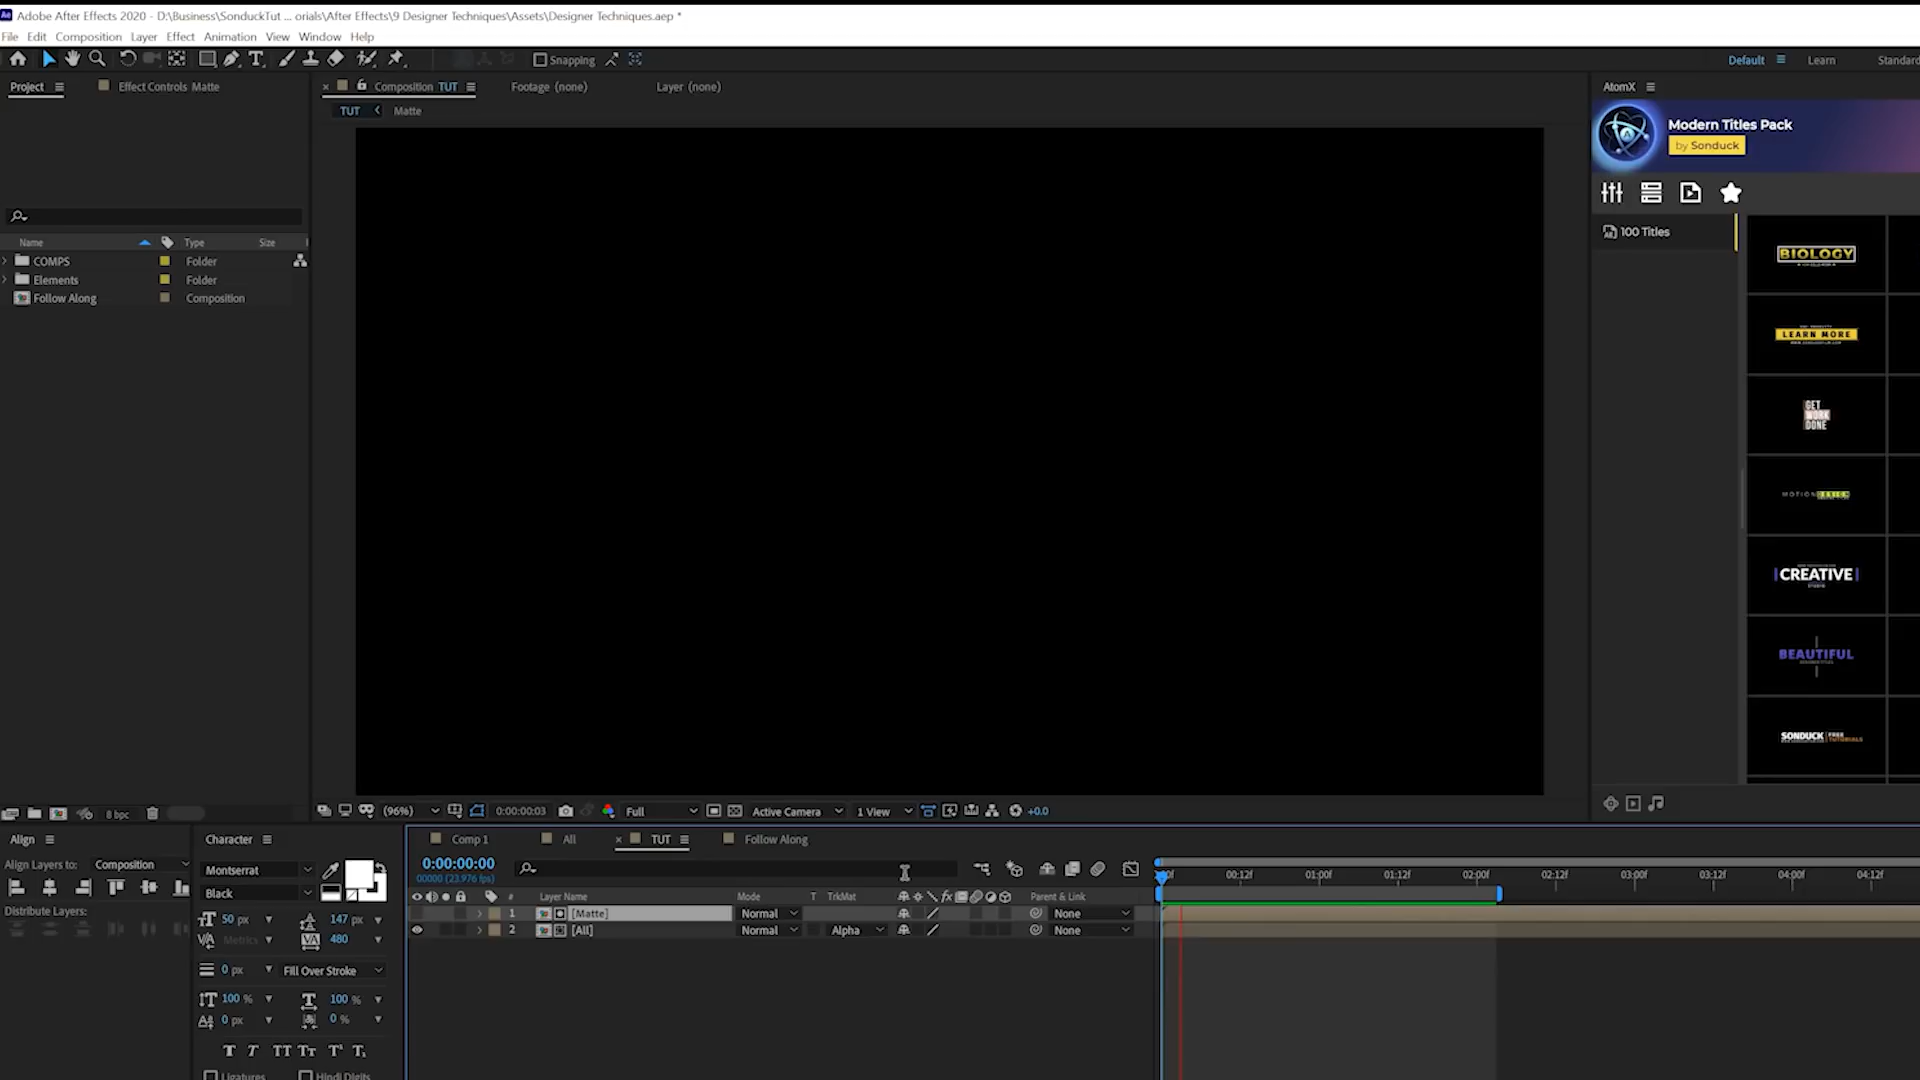 Adobe After Effects 2020 - D:\Business\SonduckTut ... orials\After Effects\9 Designer Techniques\Assets\Designer Techniques.aep *
File Edit Composition Layer Effect Animation View Window Help
Snapping
Default Learn Standard
Project
Effect Controls Matte
Composition TUT
Footage (none)
Layer (none)
AtomX
TUT Matte
Modern Titles Pack
by Sonduck
100 Titles
Name Type Size
COMPS Folder
Elements Folder
Follow Along Composition
BIOLOGY
LEARN MORE
GET
WORK
DONE
MOTION DESIGN
CREATIVE
BEAUTIFUL
SONDUCK FREE TUTORIALS
8 bpc
(96%) 0:00:00:03 Full Active Camera 1 View +0.0
Align
Character
Comp 1 All TUT Follow Along
Align Layers to: Composition
Montserrat
Black
0:00:00:00
00000 (23.976 fps)
00:12f 01:00f 01:12f 02:00f 02:12f 03:00f 03:12f 04:00f 04:12f
# Layer Name Mode T TrkMat Parent & Link
1 [Matte] Normal None
2 [All] Normal Alpha None
Distribute Layers:
50 px 147 px
Metrics 480
0 px Fill Over Stroke
100 % 100 %
0 px 0 %
T T TT Tt T¹ T₁
Ligatures Hindi Digits